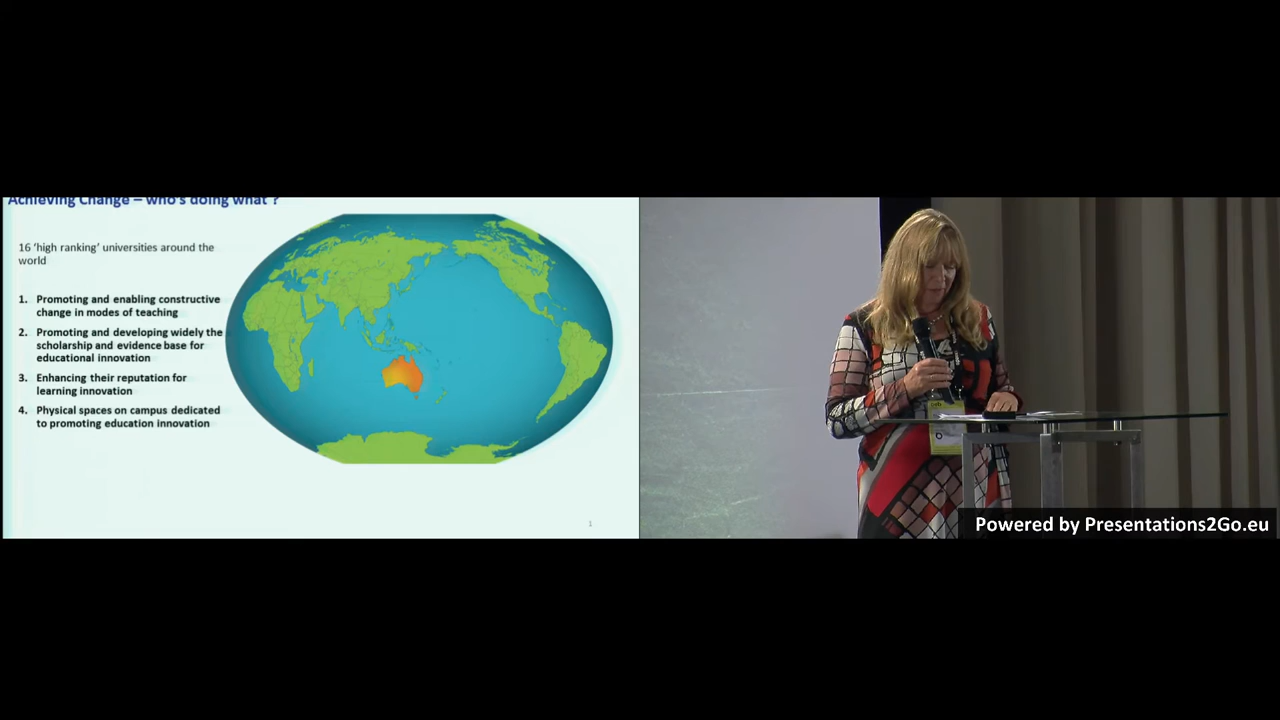 Achieving Change – who's doing what ?
16 'high ranking' universities around the
world
1. Promoting and enabling constructive
change in modes of teaching
2. Promoting and developing widely the
scholarship and evidence base for
educational innovation
3. Enhancing their reputation for
learning innovation
4. Physical spaces on campus dedicated
to promoting education innovation
1
Powered by Presentations2Go.eu